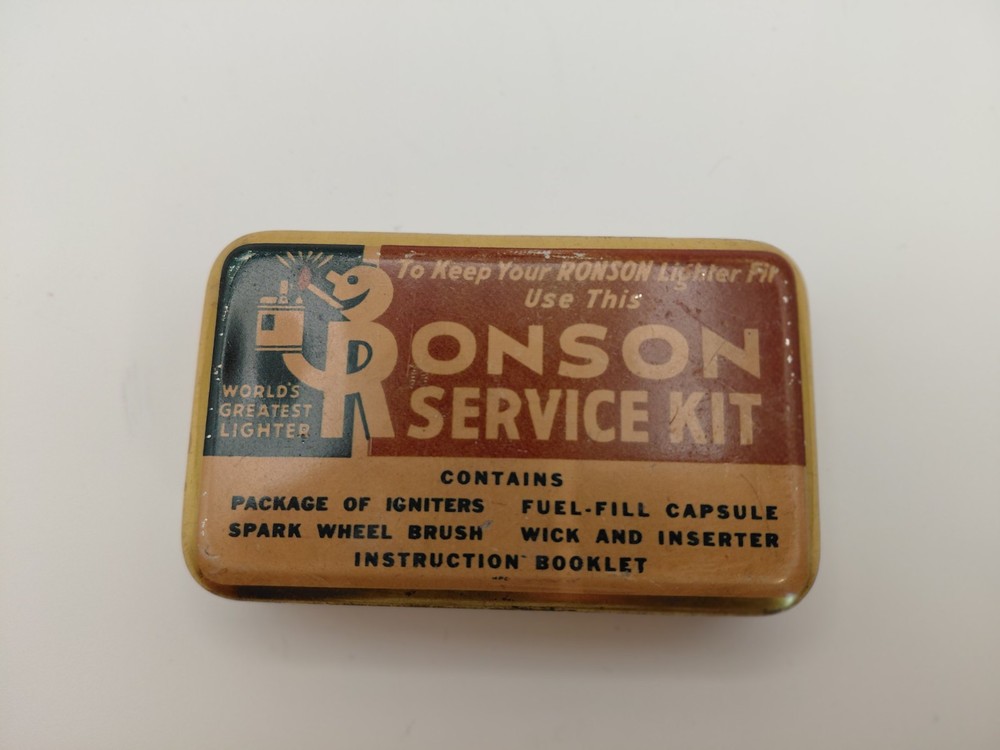 To Keep Your RONSON Lighter Fit
Use This
RONSON
SERVICE KIT
WORLD'S
GREATEST
LIGHTER
CONTAINS
PACKAGE OF IGNITERS FUEL-FILL CAPSULE
SPARK WHEEL BRUSH WICK AND INSERTER
INSTRUCTION BOOKLET